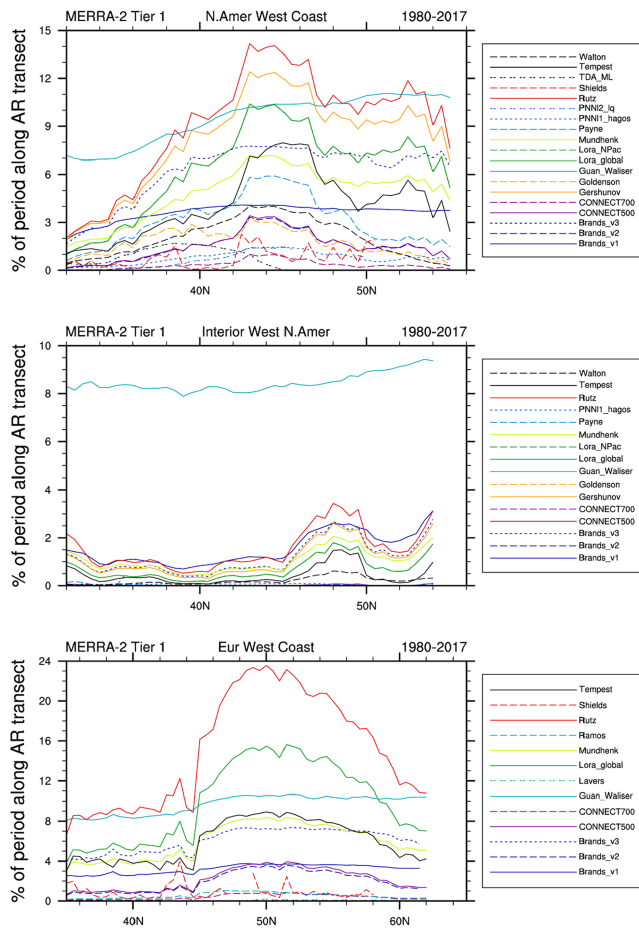 MERRA-2 Tier 1 N.Amer West Coast 1980-2017
% of period along AR transect
15
12
9
6
3
0
40N 50N
Walton
Tempest
TDA_ML
Shields
Rutz
PNNl2_lq
PNNl1_hagos
Payne
Mundhenk
Lora_NPac
Lora_global
Guan_Waliser
Goldenson
Gershunov
CONNECT700
CONNECT500
Brands_v3
Brands_v2
Brands_v1
MERRA-2 Tier 1 Interior West N.Amer 1980-2017
% of period along AR transect
10
8
6
4
2
0
40N 50N
Walton
Tempest
Rutz
PNNl1_hagos
Payne
Mundhenk
Lora_NPac
Lora_global
Guan_Waliser
Goldenson
Gershunov
CONNECT700
CONNECT500
Brands_v3
Brands_v2
Brands_v1
MERRA-2 Tier 1 Eur West Coast 1980-2017
% of period along AR transect
24
20
16
12
8
4
0
40N 50N 60N
Tempest
Shields
Rutz
Ramos
Mundhenk
Lora_global
Lavers
Guan_Waliser
CONNECT700
CONNECT500
Brands_v3
Brands_v2
Brands_v1